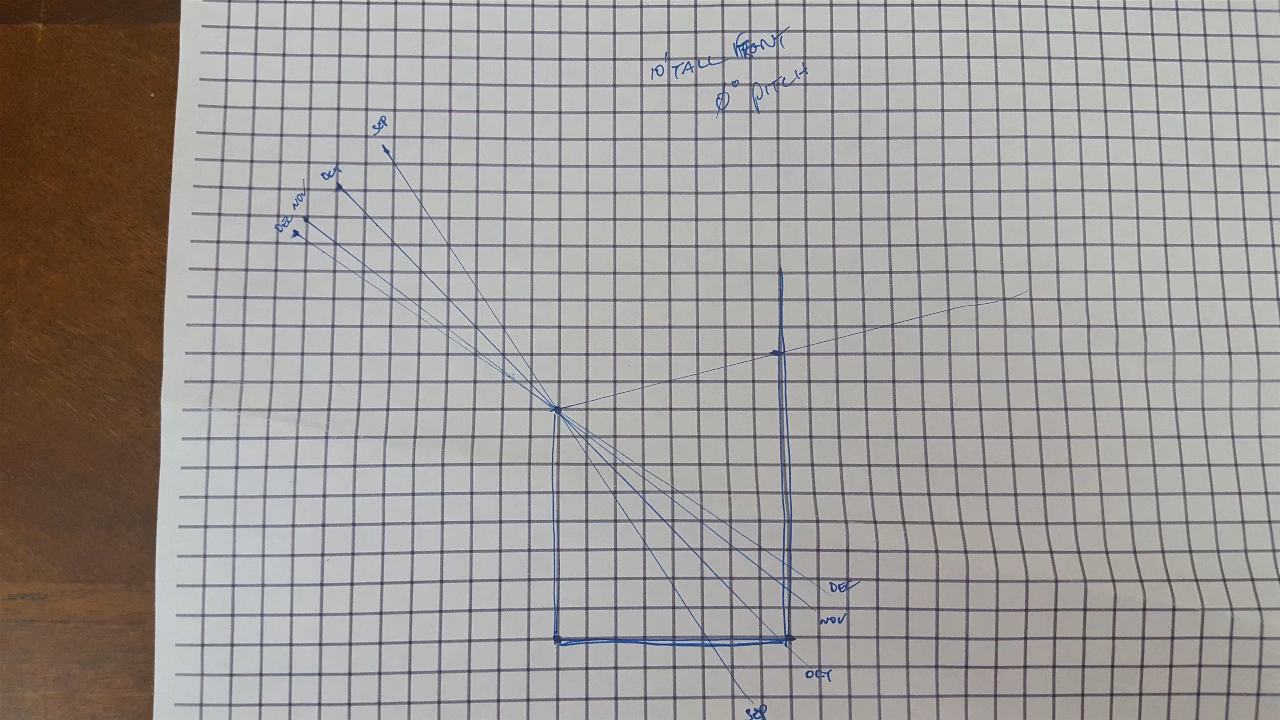 10' TALL FRONT
0° PITCH
SEP
OCT
NOV
DEC
DEC
NOV
OCT
SEP